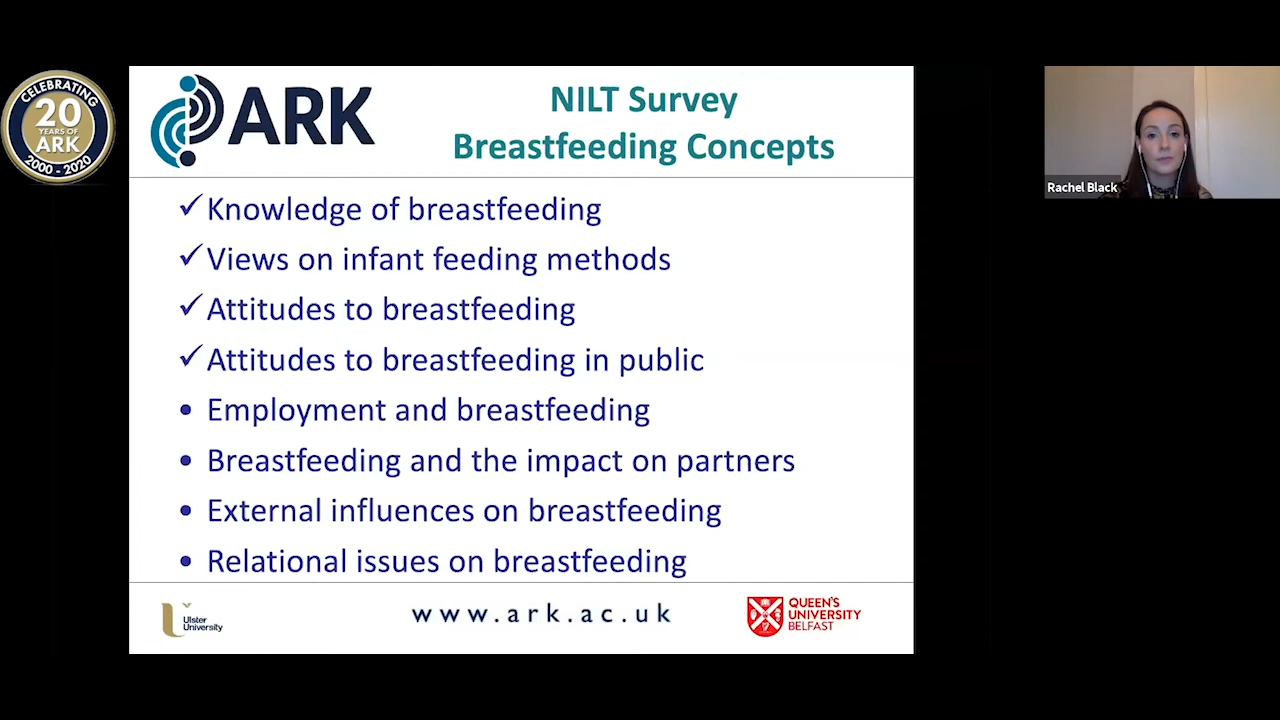 CELEBRATING
20
YEARS OF
ARK
2000 - 2020
ARK
NILT Survey
Breastfeeding Concepts
✓Knowledge of breastfeeding
✓Views on infant feeding methods
✓Attitudes to breastfeeding
✓Attitudes to breastfeeding in public
• Employment and breastfeeding
• Breastfeeding and the impact on partners
• External influences on breastfeeding
• Relational issues on breastfeeding
Ulster
University
www.ark.ac.uk
QUEEN'S
UNIVERSITY
BELFAST
Rachel Black